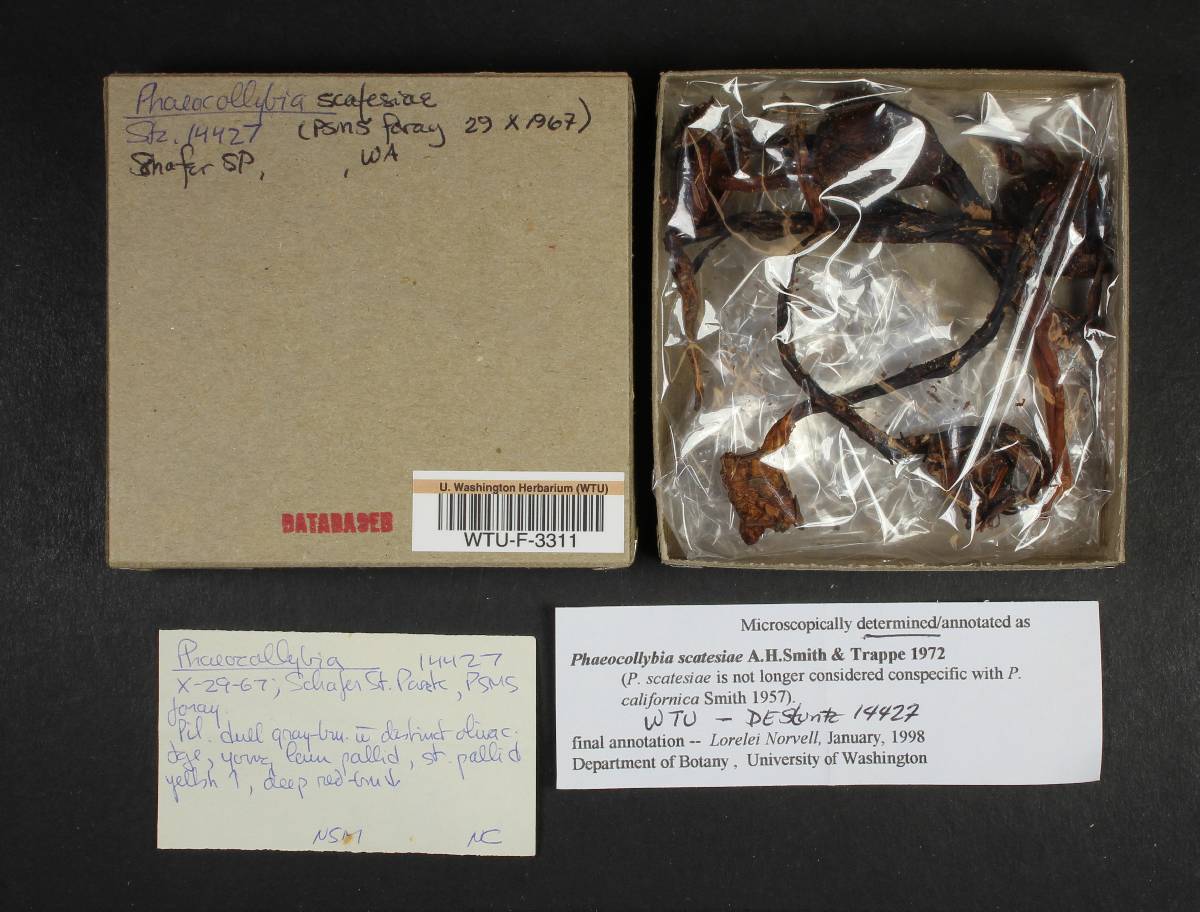 Phaeocollybia scatesiae
Stz. 14427 (PSMS foray 29 X 1967)
Schafer SP, , WA
DATABASED
U. Washington Herbarium (WTU)
WTU-F-3311
Phaeocollybia 14427
X-29-67; Schafer St. Park, PSMS
foray.
Pil. dull gray-brn. w distinct olivac.
edge, young lam pallid, st. pallid
yellsh ↑, deep red-brn ↓
NSM NC
Microscopically determined/annotated as
Phaeocollybia scatesiae A.H.Smith & Trappe 1972
(P. scatesiae is not longer considered conspecific with P.
californica Smith 1957).
WTU - DEStuntz 14427
final annotation -- Lorelei Norvell, January, 1998
Department of Botany , University of Washington